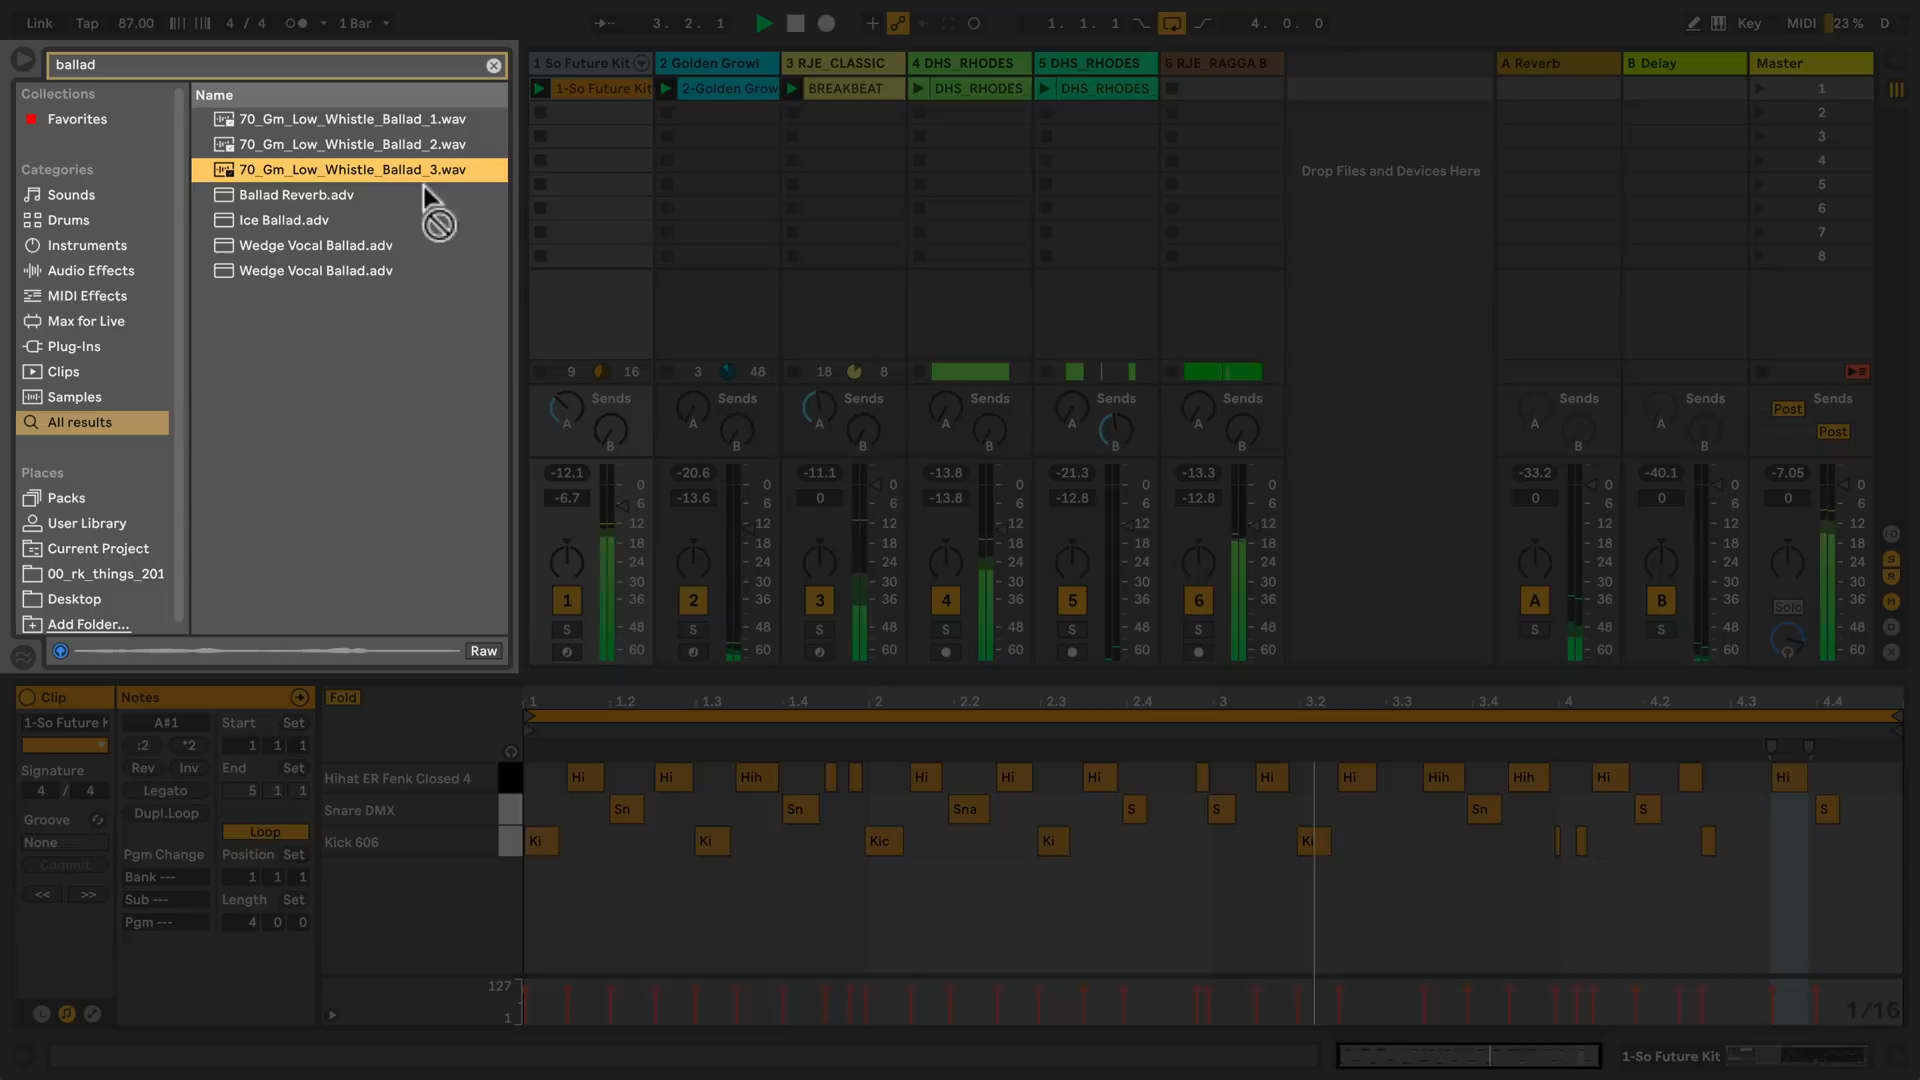 Link Tap 87.00 4 / 4 1 Bar 3. 2. 1 1. 1. 1 4. 0. 0 Key MIDI 23 % D
ballad
Collections
Favorites
Categories
Sounds
Drums
Instruments
Audio Effects
MIDI Effects
Max for Live
Plug-Ins
Clips
Samples
All results
Places
Packs
User Library
Current Project
00_rk_things_201
Desktop
Add Folder...
Name
70_Gm_Low_Whistle_Ballad_1.wav
70_Gm_Low_Whistle_Ballad_2.wav
70_Gm_Low_Whistle_Ballad_3.wav
Ballad Reverb.adv
Ice Ballad.adv
Wedge Vocal Ballad.adv
Wedge Vocal Ballad.adv
Raw
1 So Future Kit 2 Golden Growl 3 RJE_CLASSIC 4 DHS_RHODES 5 DHS_RHODES 6 RJE RAGGA B A Reverb B Delay Master
1-So Future Kit 2-Golden Grow BREAKBEAT DHS_RHODES_ DHS_RHODES_ 1
2
3
Drop Files and Devices Here 4
5
6
7
8
9 16 3 48 18 8
Sends Sends Sends Sends Sends Sends Sends Sends Sends
A A A A A A A A Post
B B B B B B B B Post
-12.1 -20.6 -11.1 -13.8 -21.3 -13.3 -33.2 -40.1 -7.05
-6.7 -13.6 0 -13.8 -12.8 -12.8 0 0 0
0 0 0 0 0 0 0 0 0
6 6 6 6 6 6 6 6 6
12 12 12 12 12 12 12 12 12
18 18 18 18 18 18 18 18 18
24 24 24 24 24 24 24 24 24
30 30 30 30 30 30 30 30 30
1 36 2 36 3 36 4 36 5 36 6 36 A 36 B 36 Solo 36
S 48 S 48 S 48 S 48 S 48 S 48 S 48 S 48 48
60 60 60 60 60 60 60 60 60
Clip Notes Fold 1 1.2 1.3 1.4 2 2.2 2.3 2.4 3 3.2 3.3 3.4 4 4.2 4.3 4.4
1-So Future K A#1 Start Set
:2 *2 1 1 1
Signature Rev Inv End Set
4 / 4 Legato 5 1 1
Groove Dupl.Loop
None Loop
Commit Pgm Change Position Set
Bank --- 1 1 1
<< >> Sub --- Length Set
Pgm --- 4 0 0
Hihat ER Fenk Closed 4 Hi Hi Hih Hi Hi Hi Hi Hi Hih Hih Hi Hi
Snare DMX Sn Sn Sna S S Sn S S
Kick 606 Ki Ki Kic Ki Ki
127
1
1/16
1-So Future Kit